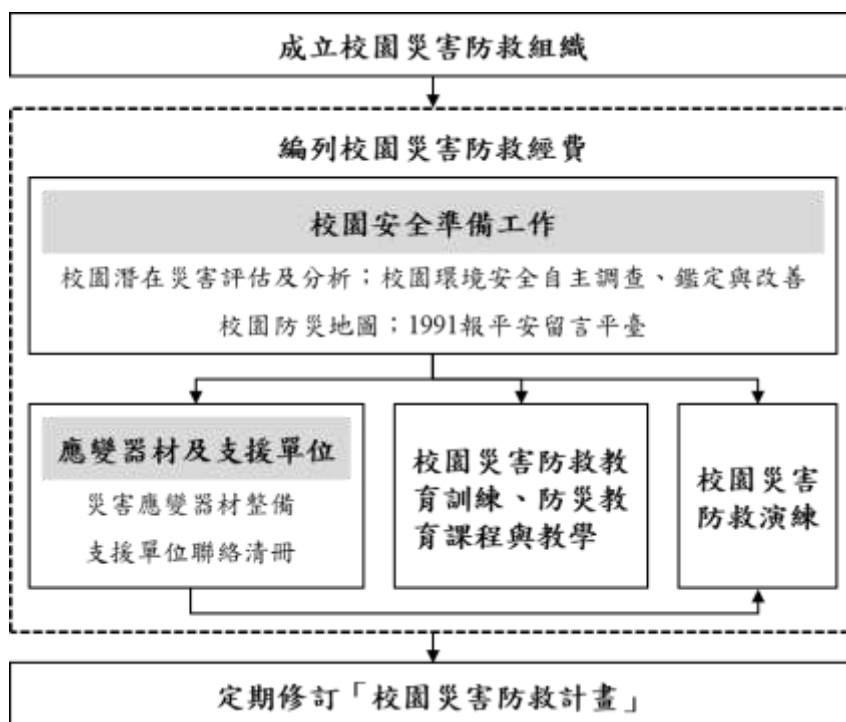 成立校園災害防救組織
編列校園災害防救經費
校園安全準備工作
校園潛在災害評估及分析；校園環境安全自主調查、鑑定與改善
校園防災地圖；1991報平安留言平臺
應變器材及支援單位
災害應變器材整備
支援單位聯絡清冊
校園災害防救教
育訓練、防災教
育課程與教學
校園災害
防救演練
定期修訂「校園災害防救計畫」